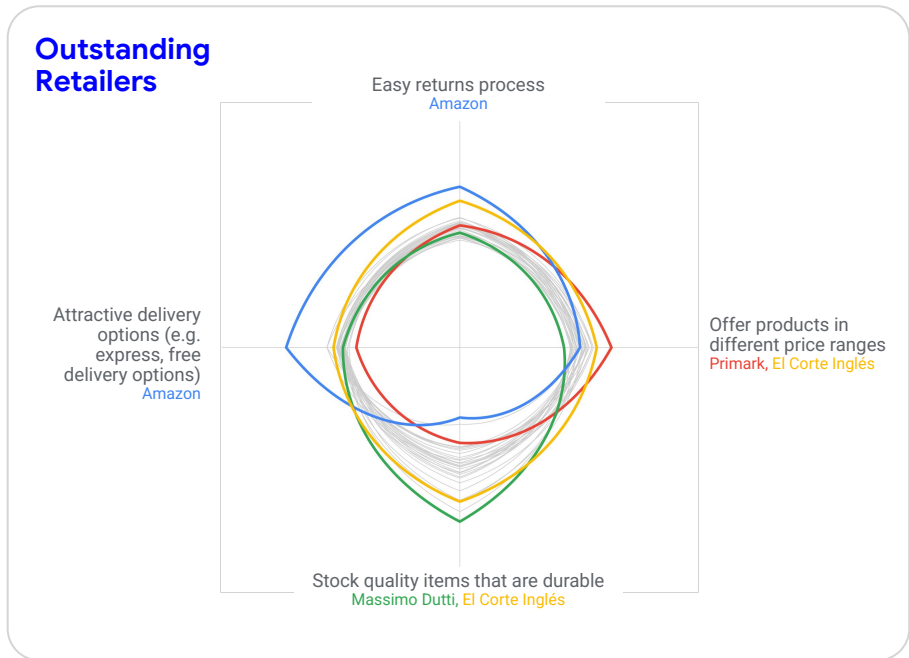 Outstanding
Retailers
Easy returns process
Amazon
Attractive delivery
options (e.g.
express, free
delivery options)
Amazon
Offer products in
different price ranges
Primark, El Corte Inglés
Stock quality items that are durable
Massimo Dutti, El Corte Inglés